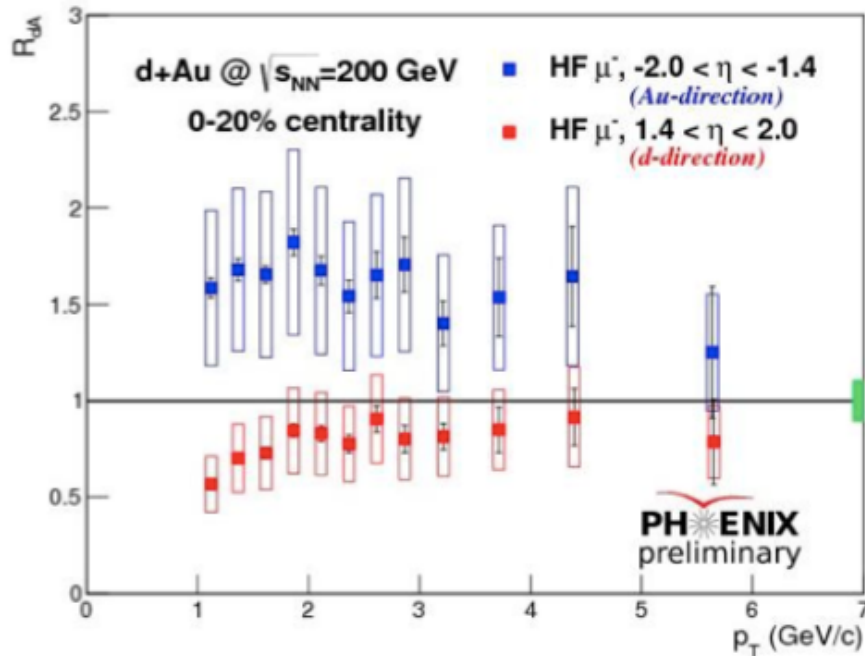 R_dA
3
2.5
2
1.5
1
0.5
0
d+Au @ √s_NN=200 GeV
0-20% centrality
HF μ⁻, -2.0 < η < -1.4
(Au-direction)
HF μ⁻, 1.4 < η < 2.0
(d-direction)
PHENIX
preliminary
0 1 2 3 4 5 6 7
p_T (GeV/c)